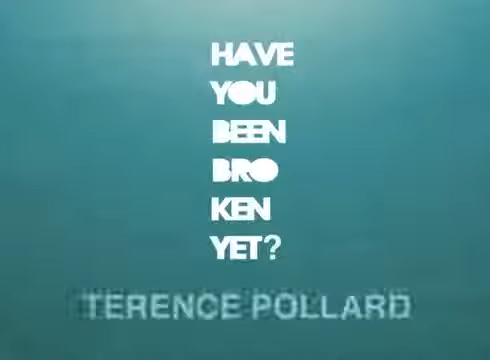 HAVE
YOU
BEEN
BRO
KEN
YET?
TERENCE POLLARD